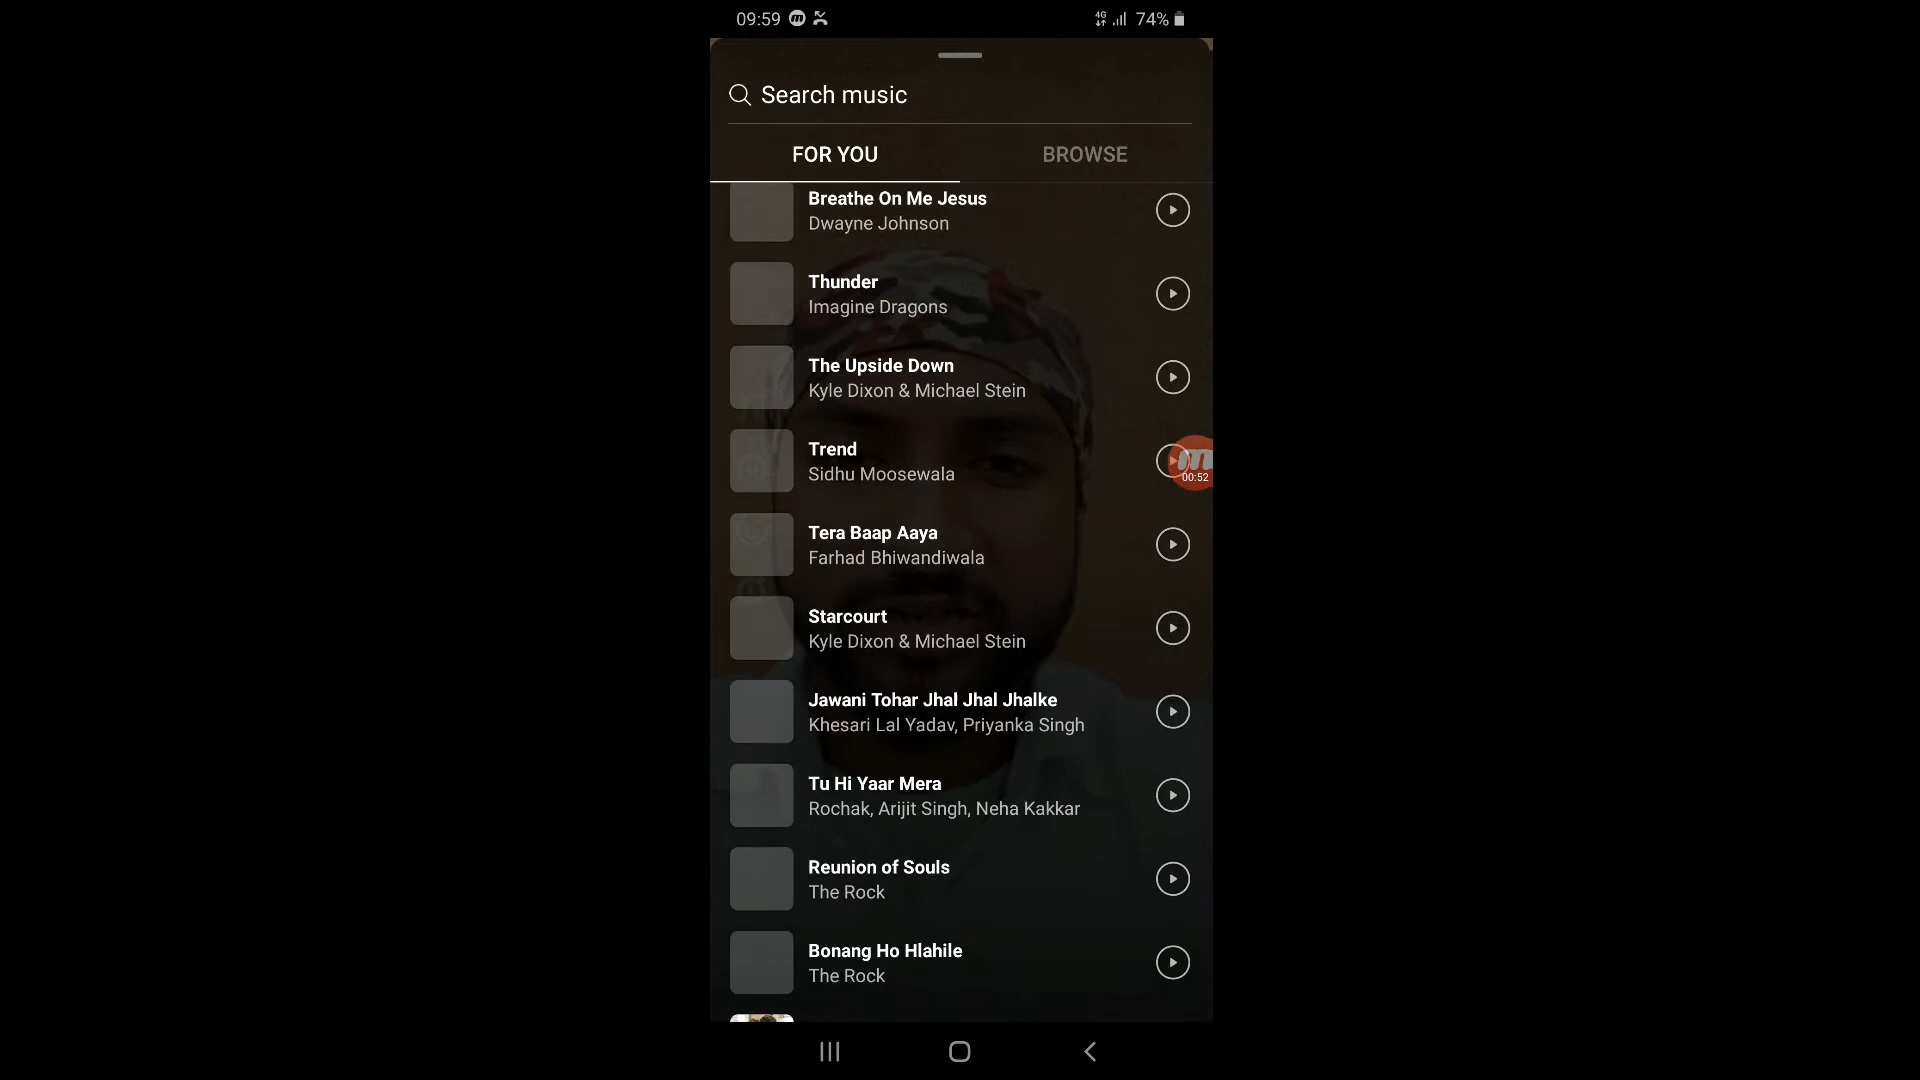 09:59
4G
74%
Search music
FOR YOU
BROWSE
Breathe On Me Jesus
Dwayne Johnson
Thunder
Imagine Dragons
The Upside Down
Kyle Dixon & Michael Stein
Trend
Sidhu Moosewala
m
00:52
Tera Baap Aaya
Farhad Bhiwandiwala
Starcourt
Kyle Dixon & Michael Stein
Jawani Tohar Jhal Jhal Jhalke
Khesari Lal Yadav, Priyanka Singh
Tu Hi Yaar Mera
Rochak, Arijit Singh, Neha Kakkar
Reunion of Souls
The Rock
Bonang Ho Hlahile
The Rock